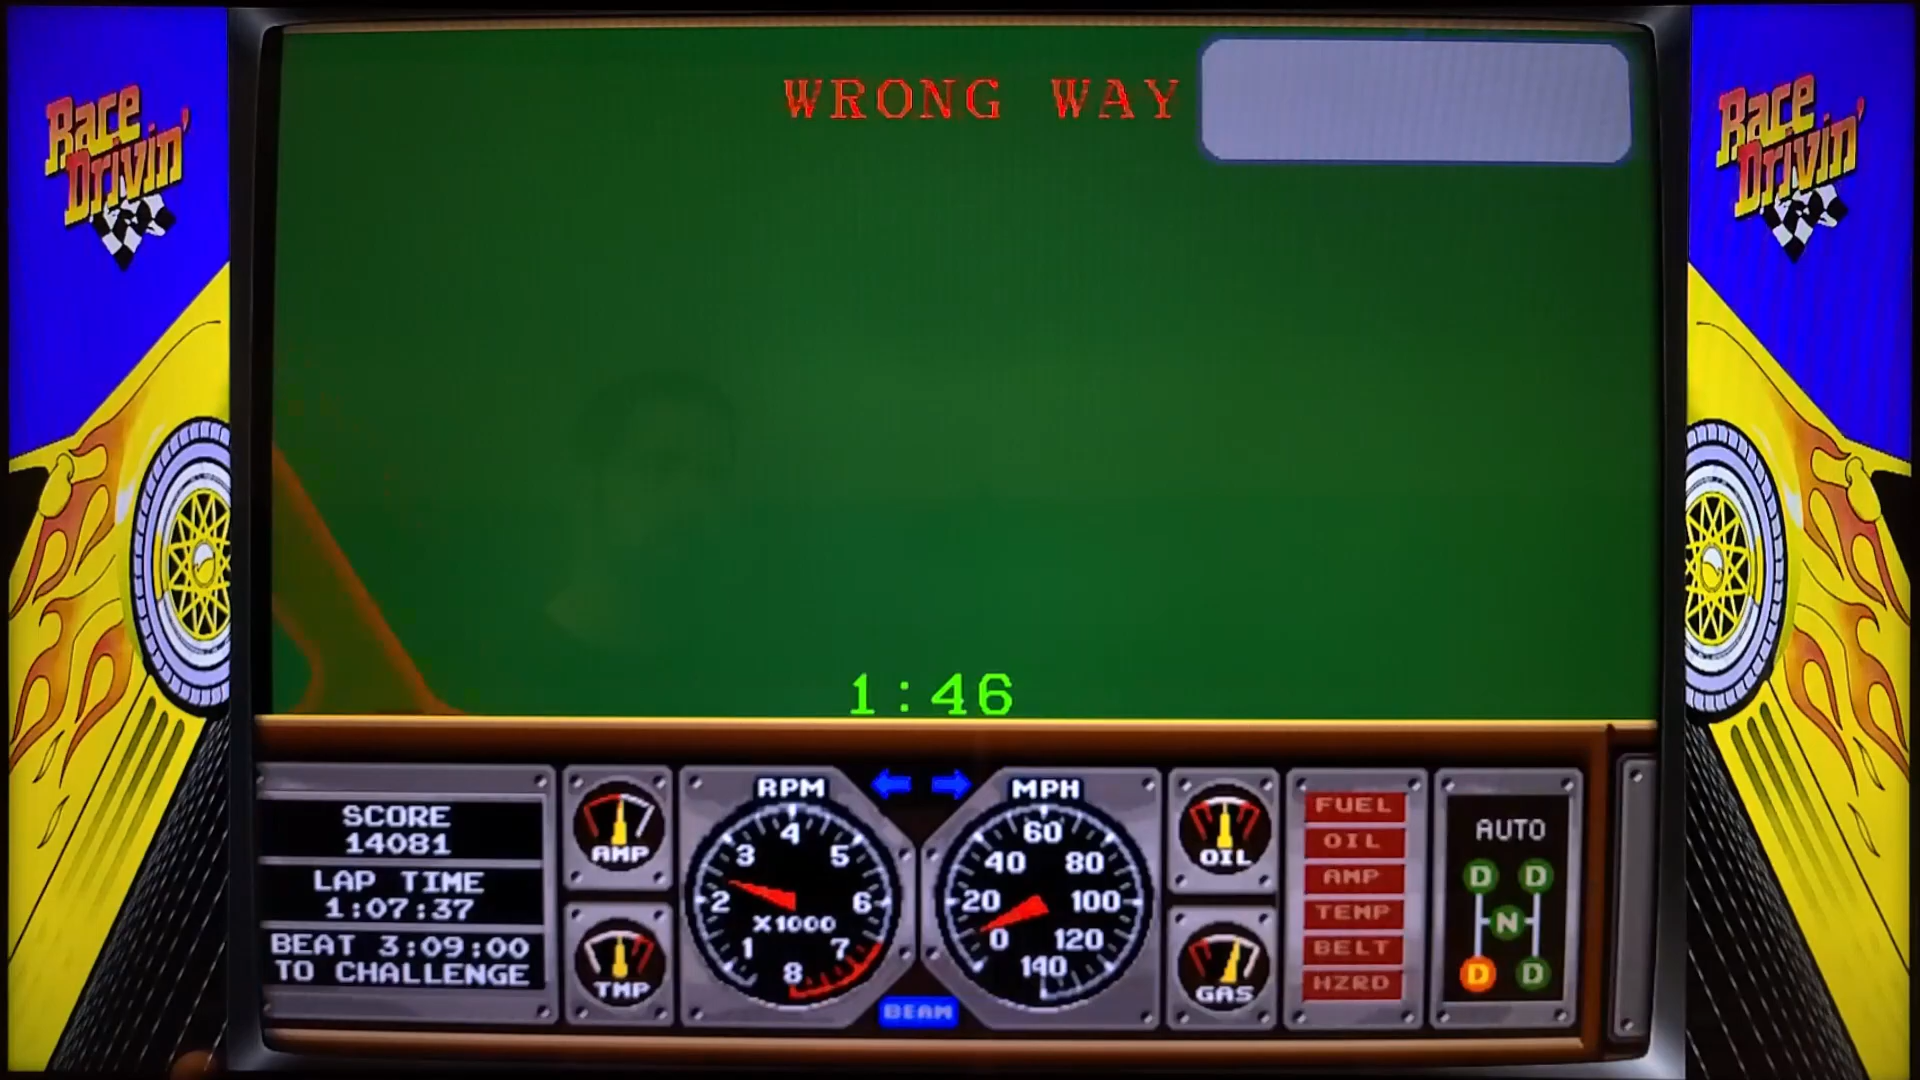 Race
Drivin'
WRONG WAY
Race
Drivin'
1:46
SCORE
14081
LAP TIME
1:07:37
BEAT 3:09:00
TO CHALLENGE
AMP
TMP
RPM
1 2 3 4 5 6 7 8
X1000
BEAM
MPH
0 20 40 60 80 100 120 140
OIL
GAS
FUEL
OIL
AMP
TEMP
BELT
HZRD
AUTO
D D
N
D D